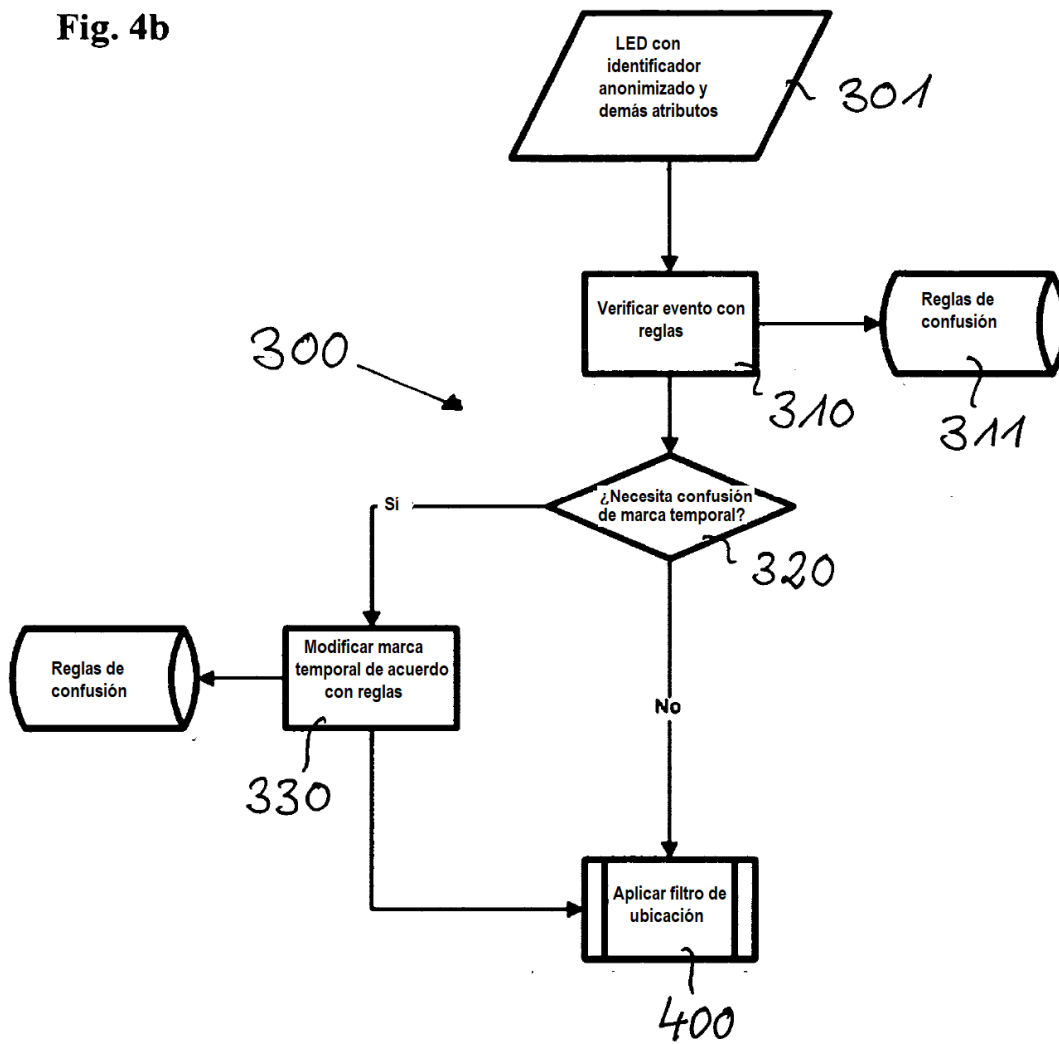 Fig. 4b
LED con
identificador
anonimizado y
demás atributos
301
Verificar evento con
reglas
310
Reglas de
confusión
311
300
¿Necesita confusión
de marca temporal?
320
Sí
No
Modificar marca
temporal de acuerdo
con reglas
330
Reglas de
confusión
Aplicar filtro de
ubicación
400